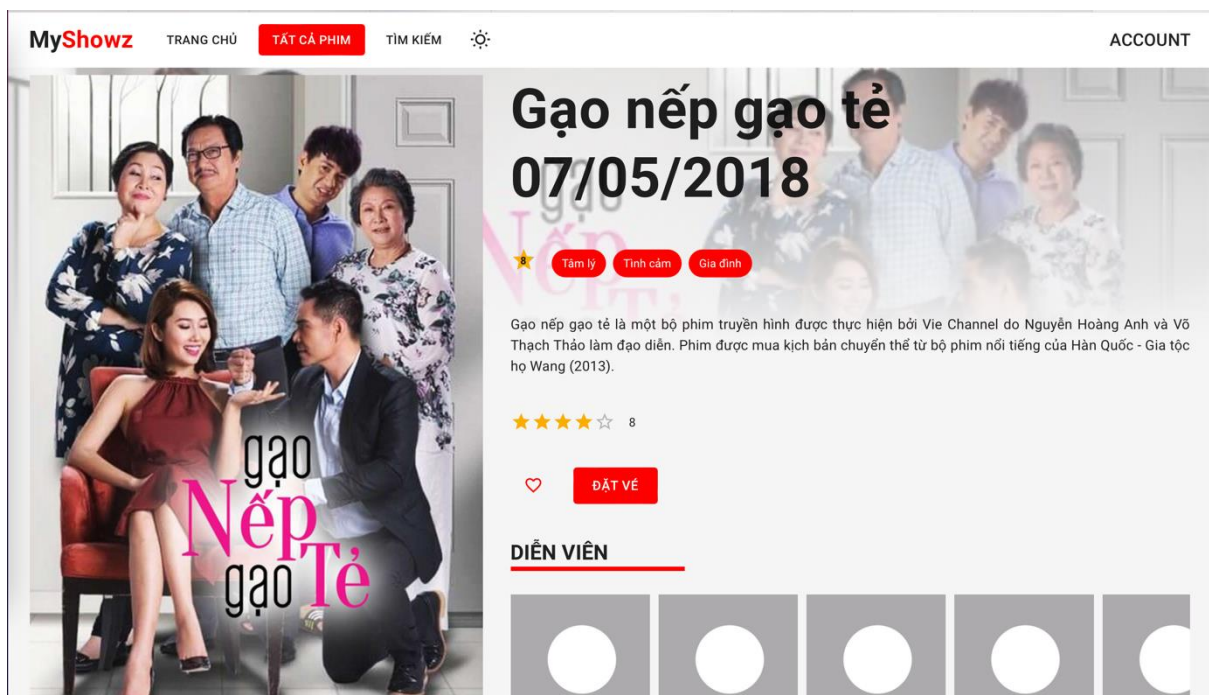 MyShowz
TRANG CHỦ
TẤT CẢ PHIM
TÌM KIẾM
ACCOUNT
gạo
Nếp
gạo Tẻ
Gạo nếp gạo tẻ
07/05/2018
gạo
Nếp
Tẻ
8
Tâm lý
Tình cảm
Gia đình
Gạo nếp gạo tẻ là một bộ phim truyền hình được thực hiện bởi Vie Channel do Nguyễn Hoàng Anh và Võ
Thạch Thảo làm đạo diễn. Phim được mua kịch bản chuyển thể từ bộ phim nổi tiếng của Hàn Quốc - Gia tộc
họ Wang (2013).
8
ĐẶT VÉ
DIỄN VIÊN